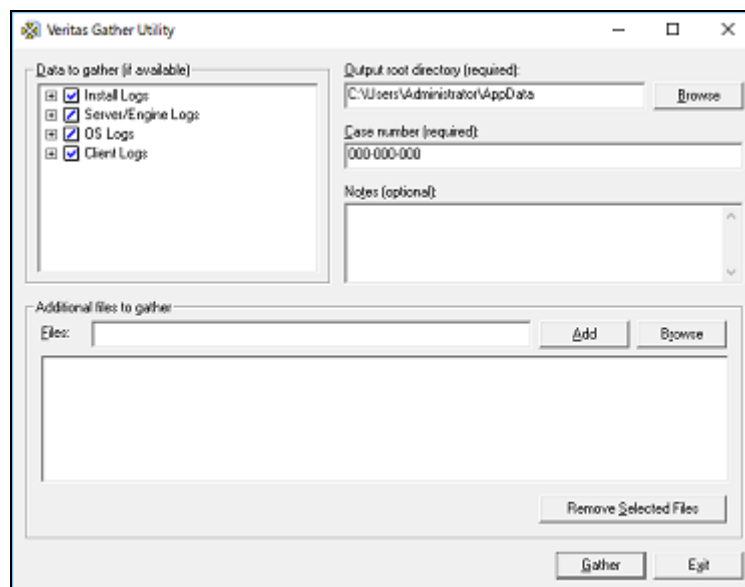 Veritas Gather Utility
Data to gather (if available)
Install Logs
Server/Engine Logs
OS Logs
Client Logs
Output root directory (required):
C:\Users\Administrator\AppData
Browse
Case number (required):
000-000-000
Notes (optional):
Additional files to gather
Files:
Add
Browse
Remove Selected Files
Gather
Exit